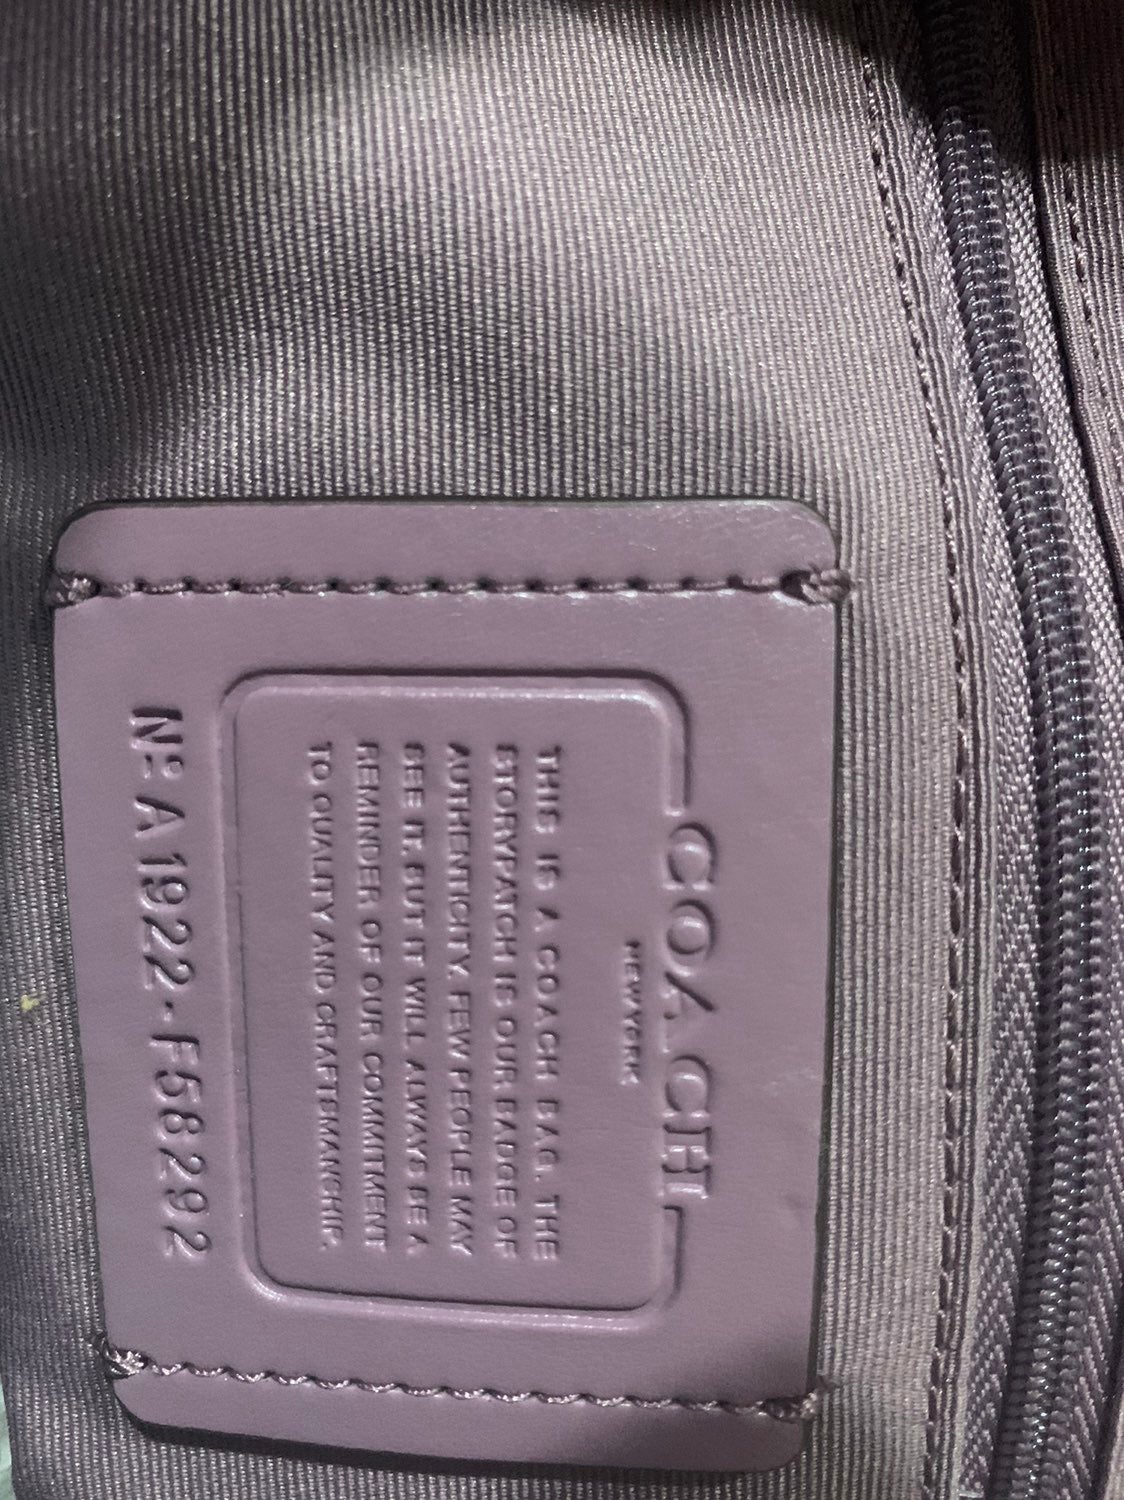 COACH
NEW YORK
THIS IS A COACH BAG. THE
STORYPATCH IS OUR BADGE OF
AUTHENTICITY. FEW PEOPLE MAY
SEE IT, BUT IT WILL ALWAYS BE A
REMINDER OF OUR COMMITMENT
TO QUALITY AND CRAFTSMANSHIP.
Nº A1922-F58292